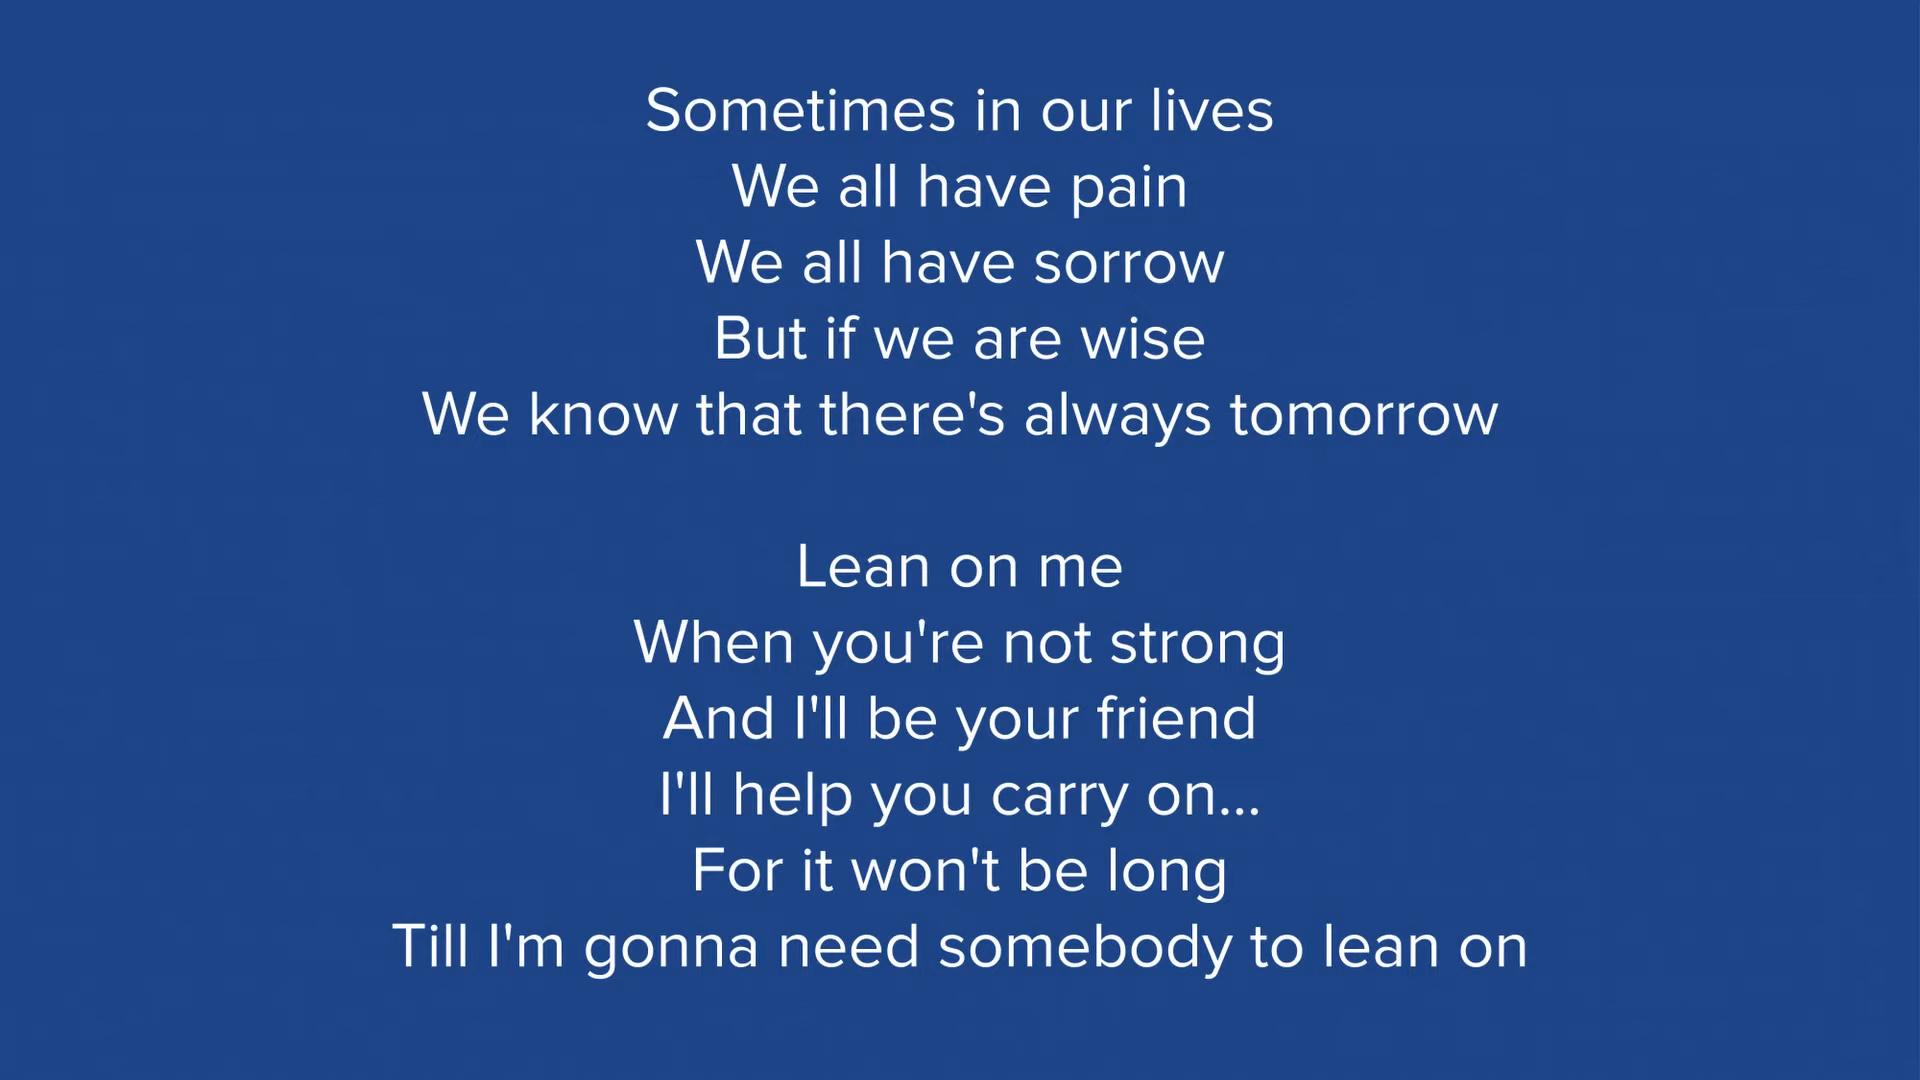 Sometimes in our lives
We all have pain
We all have sorrow
But if we are wise
We know that there's always tomorrow
Lean on me
When you're not strong
And I'll be your friend
I'll help you carry on...
For it won't be long
Till I'm gonna need somebody to lean on